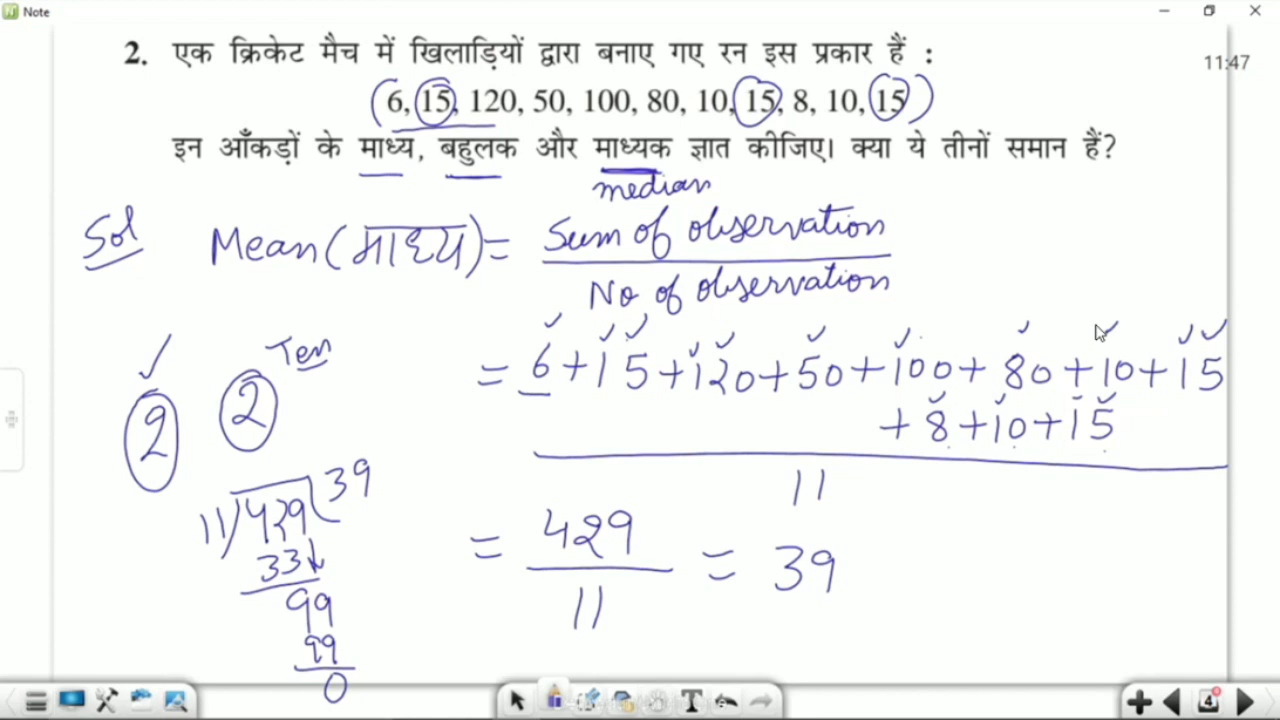 Note
2. एक क्रिकेट मैच में खिलाड़ियों द्वारा बनाए गए रन इस प्रकार हैं :
11:47
(6, 15, 120, 50, 100, 80, 10, 15, 8, 10, 15)
इन आँकड़ों के माध्य, बहुलक और माध्यक ज्ञात कीजिए। क्या ये तीनों समान हैं?
median
Sol
Mean (माध्य) = Sum of observation
No of observation
= 6+15+120+50+100+80+10+15
+8+10+15
11
Ten
2 2
11)429(39
33
99
99
0
= 429 = 39
11
T
4